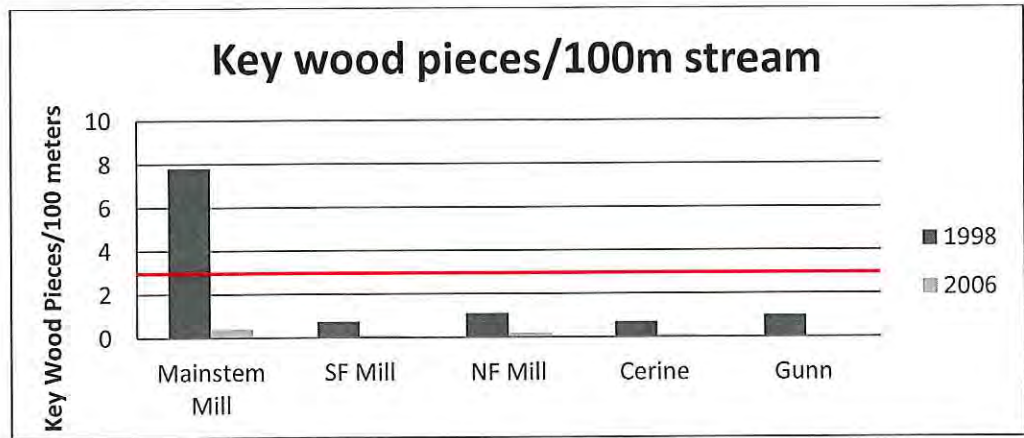 Key wood pieces/100m stream
Key Wood Pieces/100 meters
10
8
6
4
2
0
Mainstem
Mill
SF Mill
NF Mill
Cerine
Gunn
1998
2006